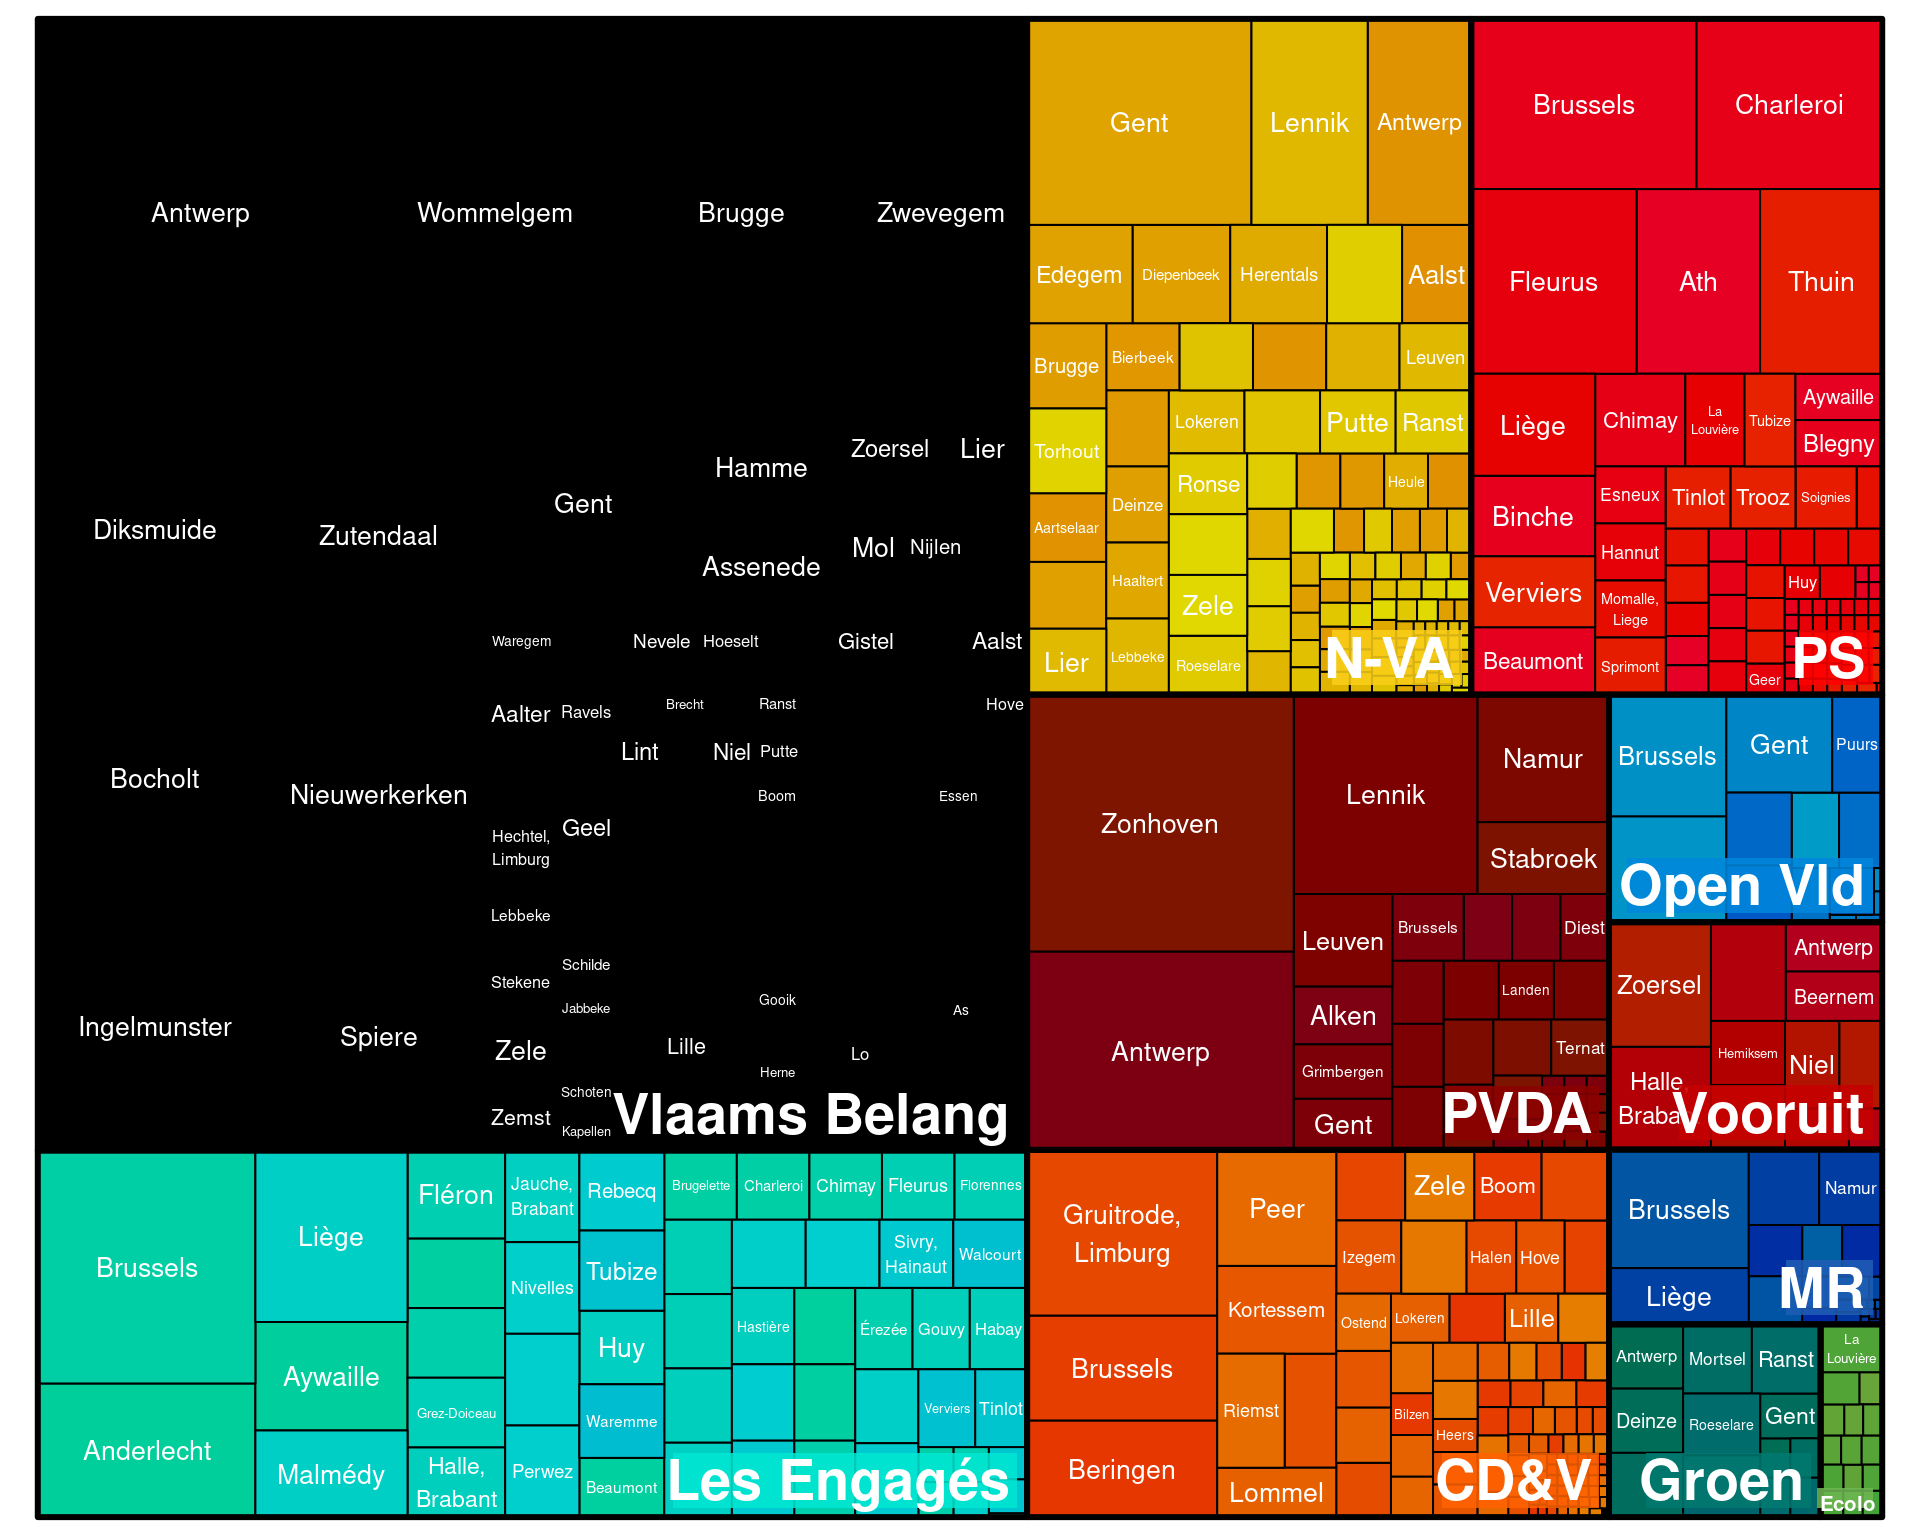 Antwerp
Wommelgem
Brugge
Zwevegem
Diksmuide
Zutendaal
Gent
Hamme
Zoersel
Lier
Assenede
Mol
Nijlen
Bocholt
Nieuwerkerken
Waregem
Nevele
Hoeselt
Gistel
Aalst
Aalter
Ravels
Brecht
Ranst
Hove
Lint
Niel
Putte
Boom
Essen
Hechtel,
Limburg
Geel
Lebbeke
Ingelmunster
Spiere
Stekene
Schilde
Jabbeke
Gooik
As
Zele
Lille
Lo
Herne
Schoten
Zemst
Kapellen
Vlaams Belang
Gent
Lennik
Antwerp
Edegem
Diepenbeek
Herentals
Aalst
Brugge
Bierbeek
Leuven
Torhout
Lokeren
Putte
Ranst
Aartselaar
Deinze
Ronse
Heule
Haaltert
Zele
Lier
Lebbeke
Roeselare
N-VA
Brussels
Charleroi
Fleurus
Ath
Thuin
Liège
Chimay
La
Louvière
Tubize
Aywaille
Blegny
Binche
Esneux
Tinlot
Trooz
Soignies
Hannut
Verviers
Momalle,
Liege
Huy
Beaumont
Sprimont
Geer
PS
Zonhoven
Lennik
Namur
Stabroek
Antwerp
Leuven
Brussels
Diest
Alken
Landen
Grimbergen
Ternat
Gent
PVDA
Brussels
Gent
Puurs
Open Vld
Zoersel
Antwerp
Beernem
Halle,
Hemiksem
Niel
Vooruit
Brussels
Liège
Fléron
Jauche,
Brabant
Rebecq
Brugelette
Charleroi
Chimay
Fleurus
Florennes
Anderlecht
Aywaille
Malmédy
Grez-Doiceau
Halle,
Brabant
Nivelles
Perwez
Tubize
Huy
Waremme
Beaumont
Sivry,
Hainaut
Walcourt
Hastière
Érezée
Gouvy
Habay
Verviers
Tinlot
Les Engagés
Gruitrode,
Limburg
Peer
Zele
Boom
Brussels
Kortessem
Izegem
Halen
Hove
Ostend
Lokeren
Lille
Beringen
Riemst
Bilzen
Heers
Lommel
CD&V
Brussels
Namur
Liège
MR
Antwerp
Mortsel
Ranst
Deinze
Roeselare
Gent
Groen
La
Louvière
Ecolo